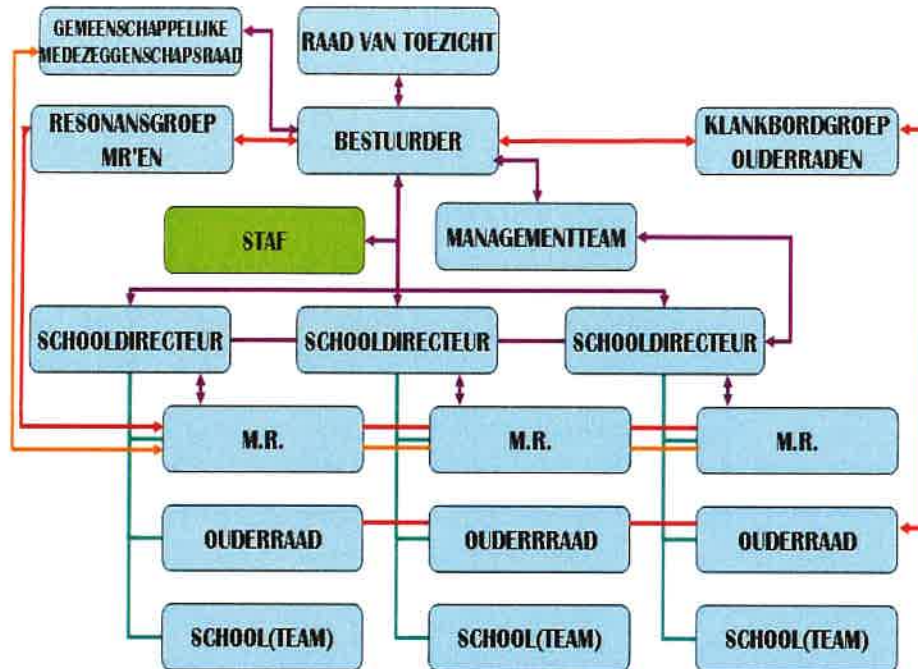 GEMEENSCHAPPELIJKE
MEDEZEGGENSCHAPSRAAD
RAAD VAN TOEZICHT
RESONANSGROEP
MR'EN
BESTUURDER
KLANKBORDGROEP
OUDERRADEN
STAF
MANAGEMENTTEAM
SCHOOLDIRECTEUR
SCHOOLDIRECTEUR
SCHOOLDIRECTEUR
M.R.
M.R.
M.R.
OUDERRAAD
OUDERRRAAD
OUDERRAAD
SCHOOL(TEAM)
SCHOOL(TEAM)
SCHOOL(TEAM)